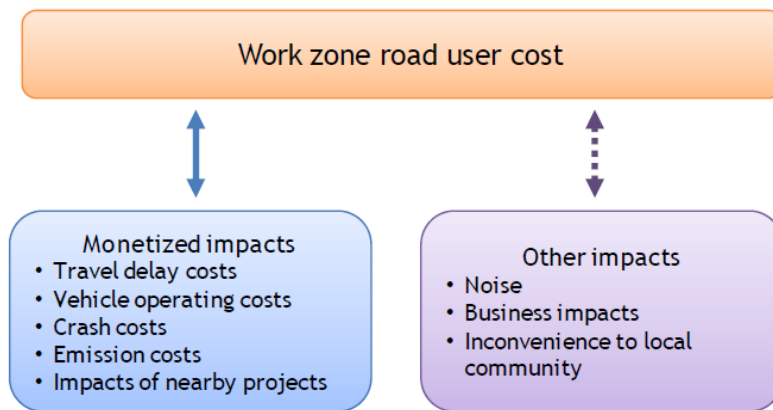 Work zone road user cost
Monetized impacts
• Travel delay costs
• Vehicle operating costs
• Crash costs
• Emission costs
• Impacts of nearby projects
Other impacts
• Noise
• Business impacts
• Inconvenience to local
community